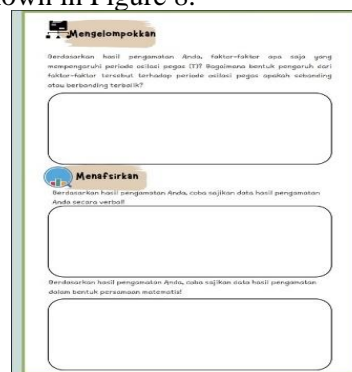 own in Figure 8.
Mengelompokkan
Berdasarkan hasil pengamatan Anda, faktor-faktor apa saja yang
mempengaruhi periode osilasi pegas (T)? Bagaimana bentuk pengaruh dari
faktor-faktor tersebut terhadap periode osilasi pegas apakah sebanding
atau berbanding terbalik?
Menafsirkan
Berdasarkan hasil pengamatan Anda, coba sajikan data hasil pengamatan
Anda secara verbal!
Berdasarkan hasil pengamatan Anda, coba sajikan data hasil pengamatan
dalam bentuk persamaan matematis!